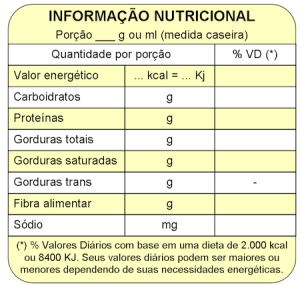 INFORMAÇÃO NUTRICIONAL
Porção ___ g ou ml (medida caseira)
Quantidade por porção % VD (*)
Valor energético ... kcal = ... Kj
Carboidratos g
Proteínas g
Gorduras totais g
Gorduras saturadas g
Gorduras trans g -
Fibra alimentar g
Sódio mg
(*) % Valores Diários com base em uma dieta de 2.000 kcal
ou 8400 KJ. Seus valores diários podem ser maiores ou
menores dependendo de suas necessidades energéticas.